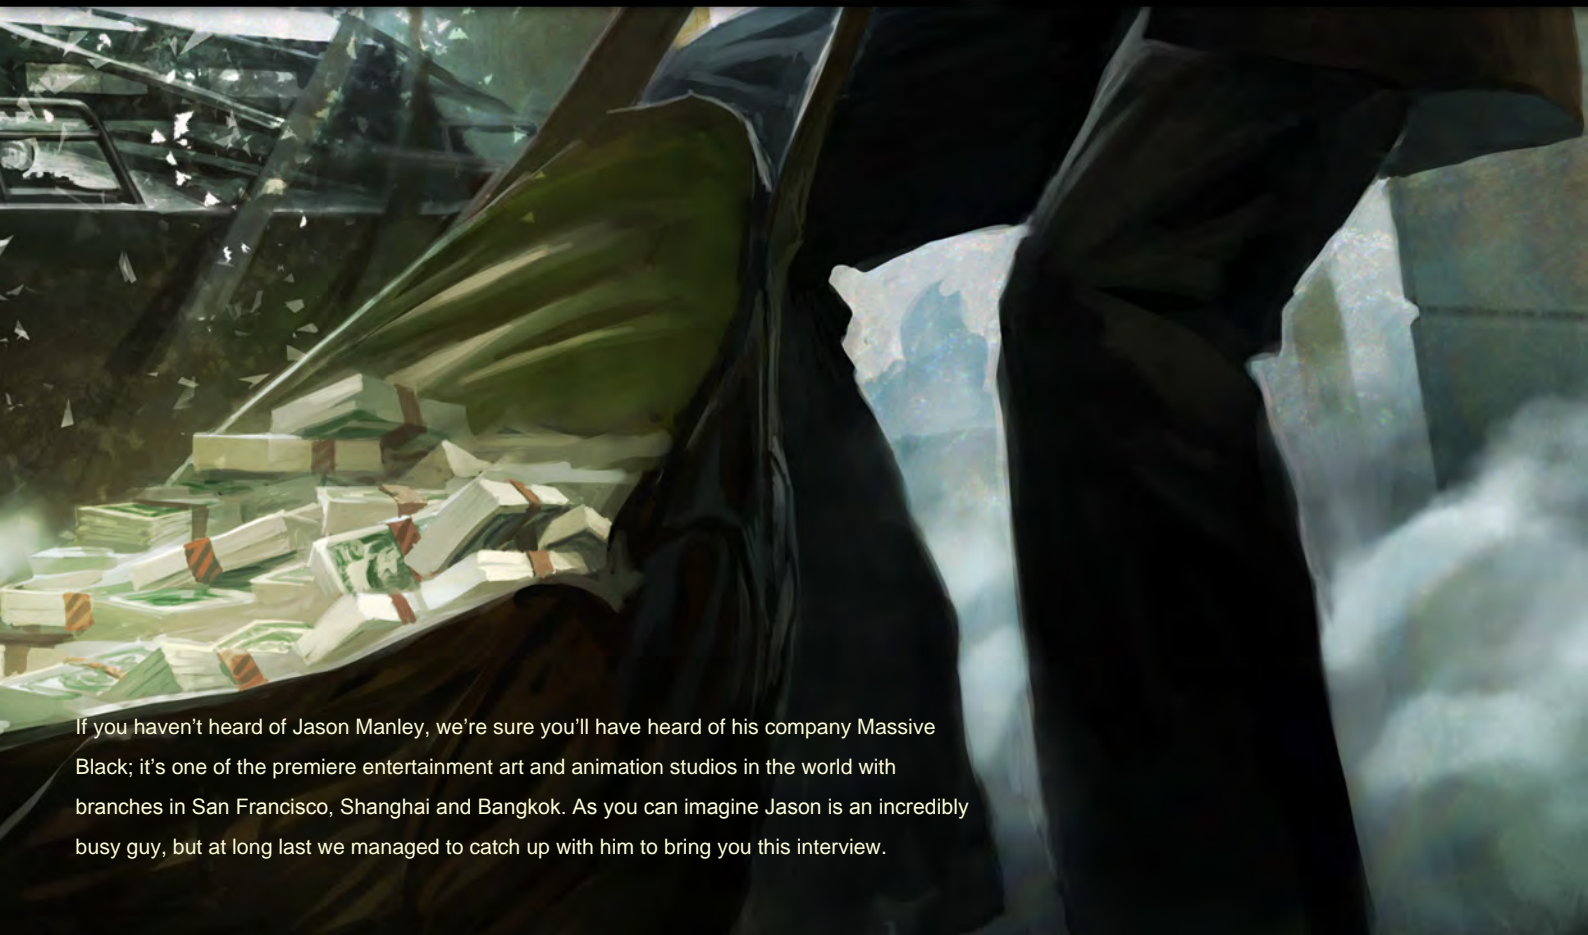 If you haven’t heard of Jason Manley, we’re sure you’ll have heard of his company Massive
Black; it’s one of the premiere entertainment art and animation studios in the world with
branches in San Francisco, Shanghai and Bangkok. As you can imagine Jason is an incredibly
busy guy, but at long last we managed to catch up with him to bring you this interview.